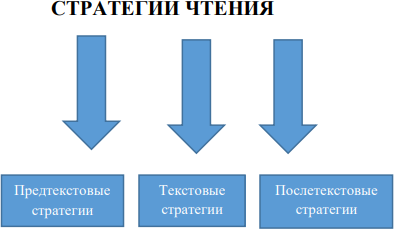 СТРАТЕГИИ ЧТЕНИЯ
Предтекстовые
стратегии
Текстовые
стратегии
Послетекстовые
стратегии